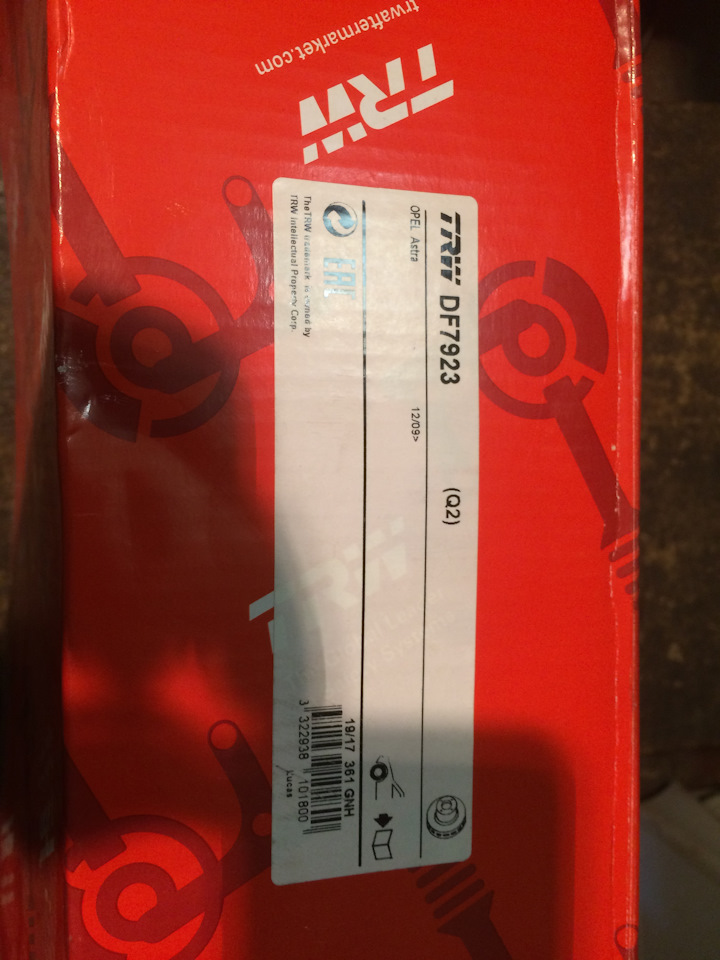 trwaftermarket.com
TRW
TRW DF7923 (Q2)
OPEL Astra 12/09>
EAC
The TRW trademark is owned by
TRW Intellectual Property Corp.
TRW
19/17 361 GNH
3 322938 101800
Lucas